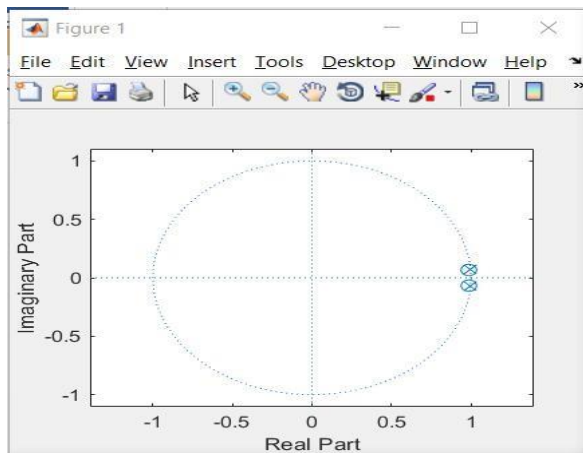 Figure 1
File Edit View Insert Tools Desktop Window Help
1
0.5
0
-0.5
-1
Imaginary Part
-1 -0.5 0 0.5 1
Real Part